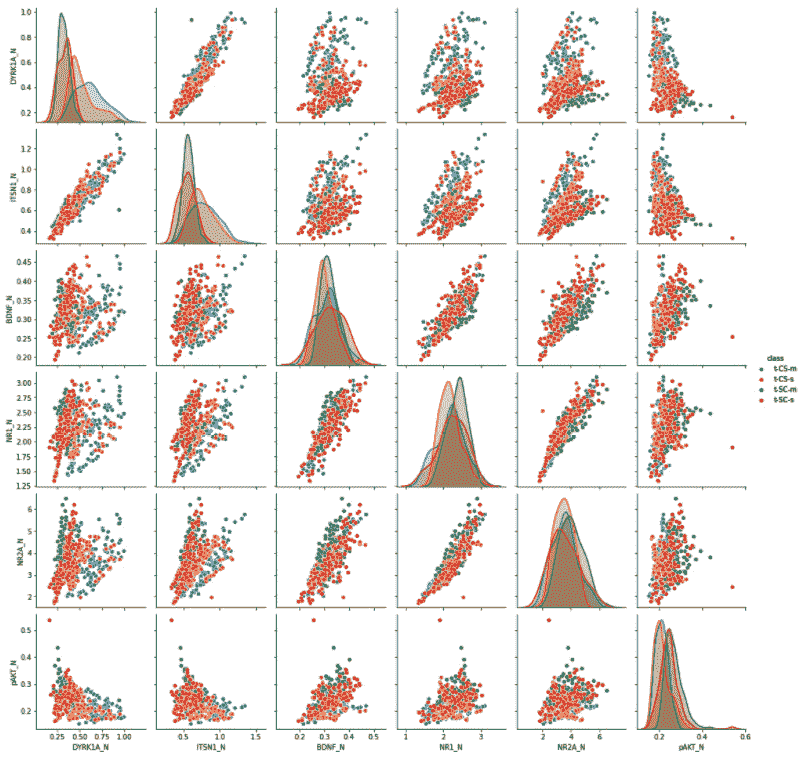 DYRK1A_N
1.0
0.8
0.6
0.4
0.2
ITSN1_N
1.2
1.0
0.8
0.6
0.4
BDNF_N
0.45
0.40
0.35
0.30
0.25
0.20
class
t-CS-m
t-CS-s
t-SC-m
t-SC-s
NR1_N
3.00
2.75
2.50
2.25
2.00
1.75
1.50
1.25
NR2A_N
6
5
4
3
2
pAKT_N
0.5
0.4
0.3
0.2
0.25 0.50 0.75 1.00
0.5 1.0 1.5
0.2 0.3 0.4 0.5
1 2 3
2 4 6
0.2 0.4 0.6
DYRK1A_N ITSN1_N BDNF_N NR1_N NR2A_N pAKT_N